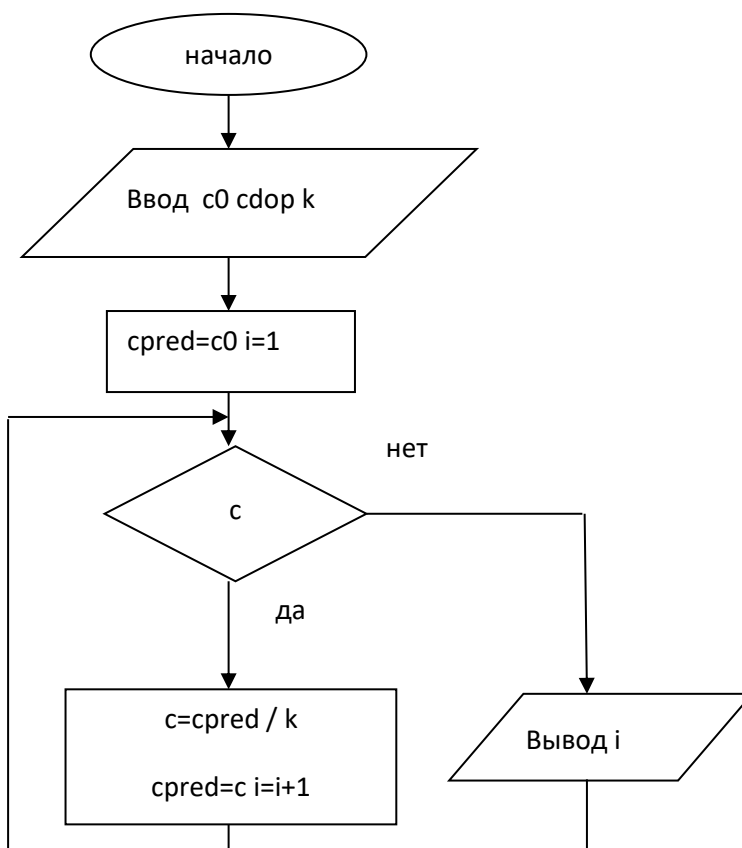 начало
Ввод c0 cdop k
cpred=c0 i=1
нет
c
да
c=cpred / k
cpred=c i=i+1
Вывод i